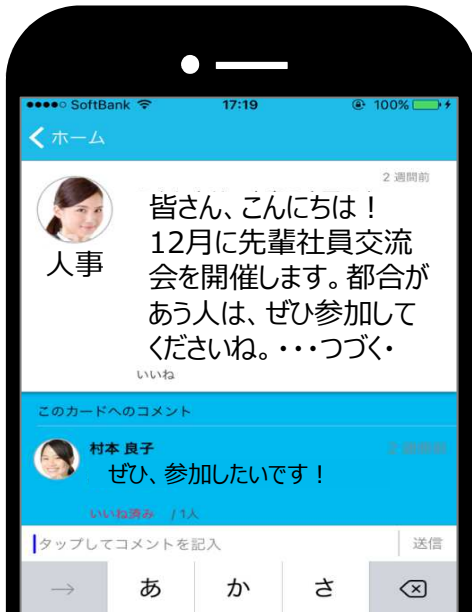 SoftBank 17:19 100%
ホーム
2 週間前
皆さん、こんにちは！
12月に先輩社員交流
会を開催します。都合が
あう人は、ぜひ参加して
くださいね。・・・つづく・
人事
いいね
このカードへのコメント
村本 良子
ぜひ、参加したいです！
いいね済み / 1人
タップしてコメントを記入 送信
→ あ か さ